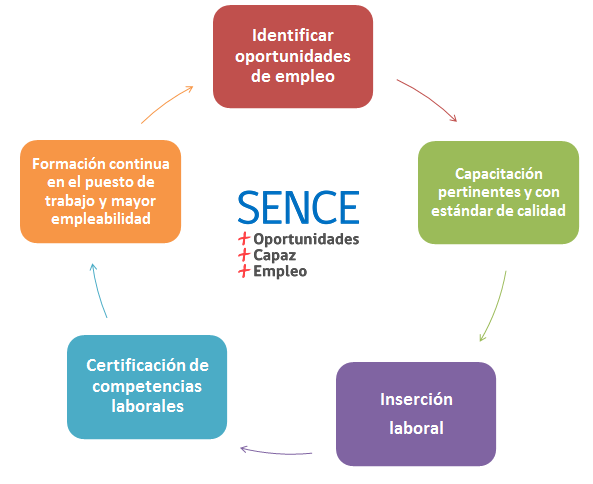 Identificar
oportunidades
de empleo
Capacitación
pertinentes y con
estándar de calidad
Inserción
laboral
Certificación de
competencias
laborales
Formación continua
en el puesto de
trabajo y mayor
empleabilidad
SENCE
+Oportunidades
+Capaz
+Empleo